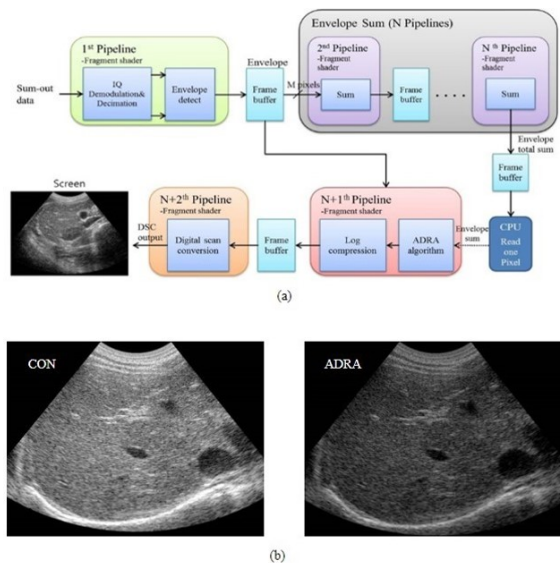 Envelope Sum (N Pipelines)
1st Pipeline
-Fragment shader
Sum-out
data
IQ
Demodulation&
Decimation
Envelope
detect
Envelope
Frame
buffer
M pixels
2nd Pipeline
-Fragment
shader
Sum
Frame
buffer
. . . .
Nth Pipeline
-Fragment
shader
Sum
Envelope
total sum
Frame
buffer
Screen
N+2th Pipeline
-Fragment shader
DSC
output
Digital scan
conversion
Frame
buffer
N+1th Pipeline
-Fragment shader
Log
compression
ADRA
algorithm
Envelope
sum
CPU
Read
one
Pixel
(a)
CON
ADRA
(b)